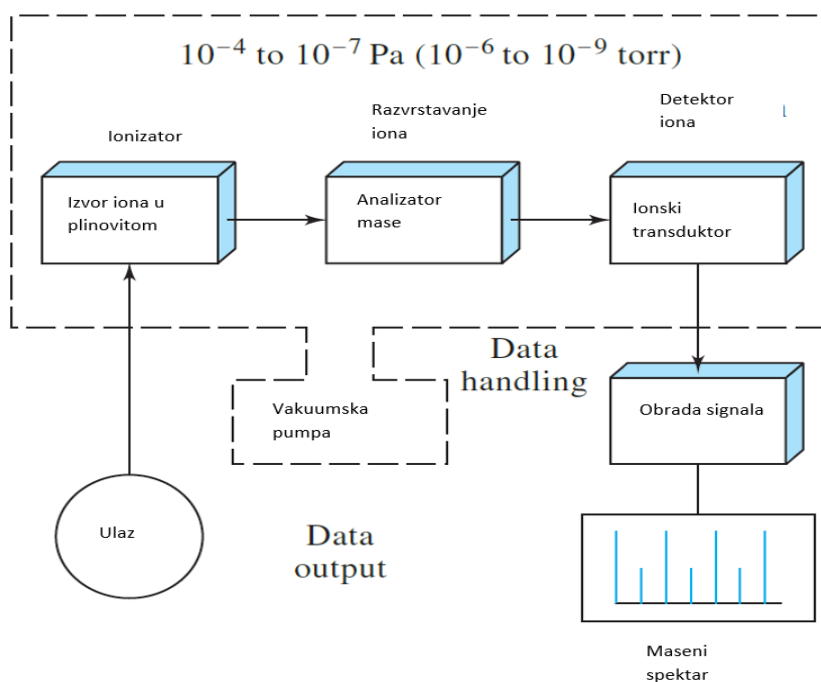 10⁻⁴ to 10⁻⁷ Pa (10⁻⁶ to 10⁻⁹ torr)
Ionizator
Razvrstavanje
iona
Detektor
iona
Izvor iona u
plinovitom
Analizator
mase
Ionski
transduktor
Data
handling
Vakuumska
pumpa
Obrada signala
Ulaz
Data
output
Maseni
spektar